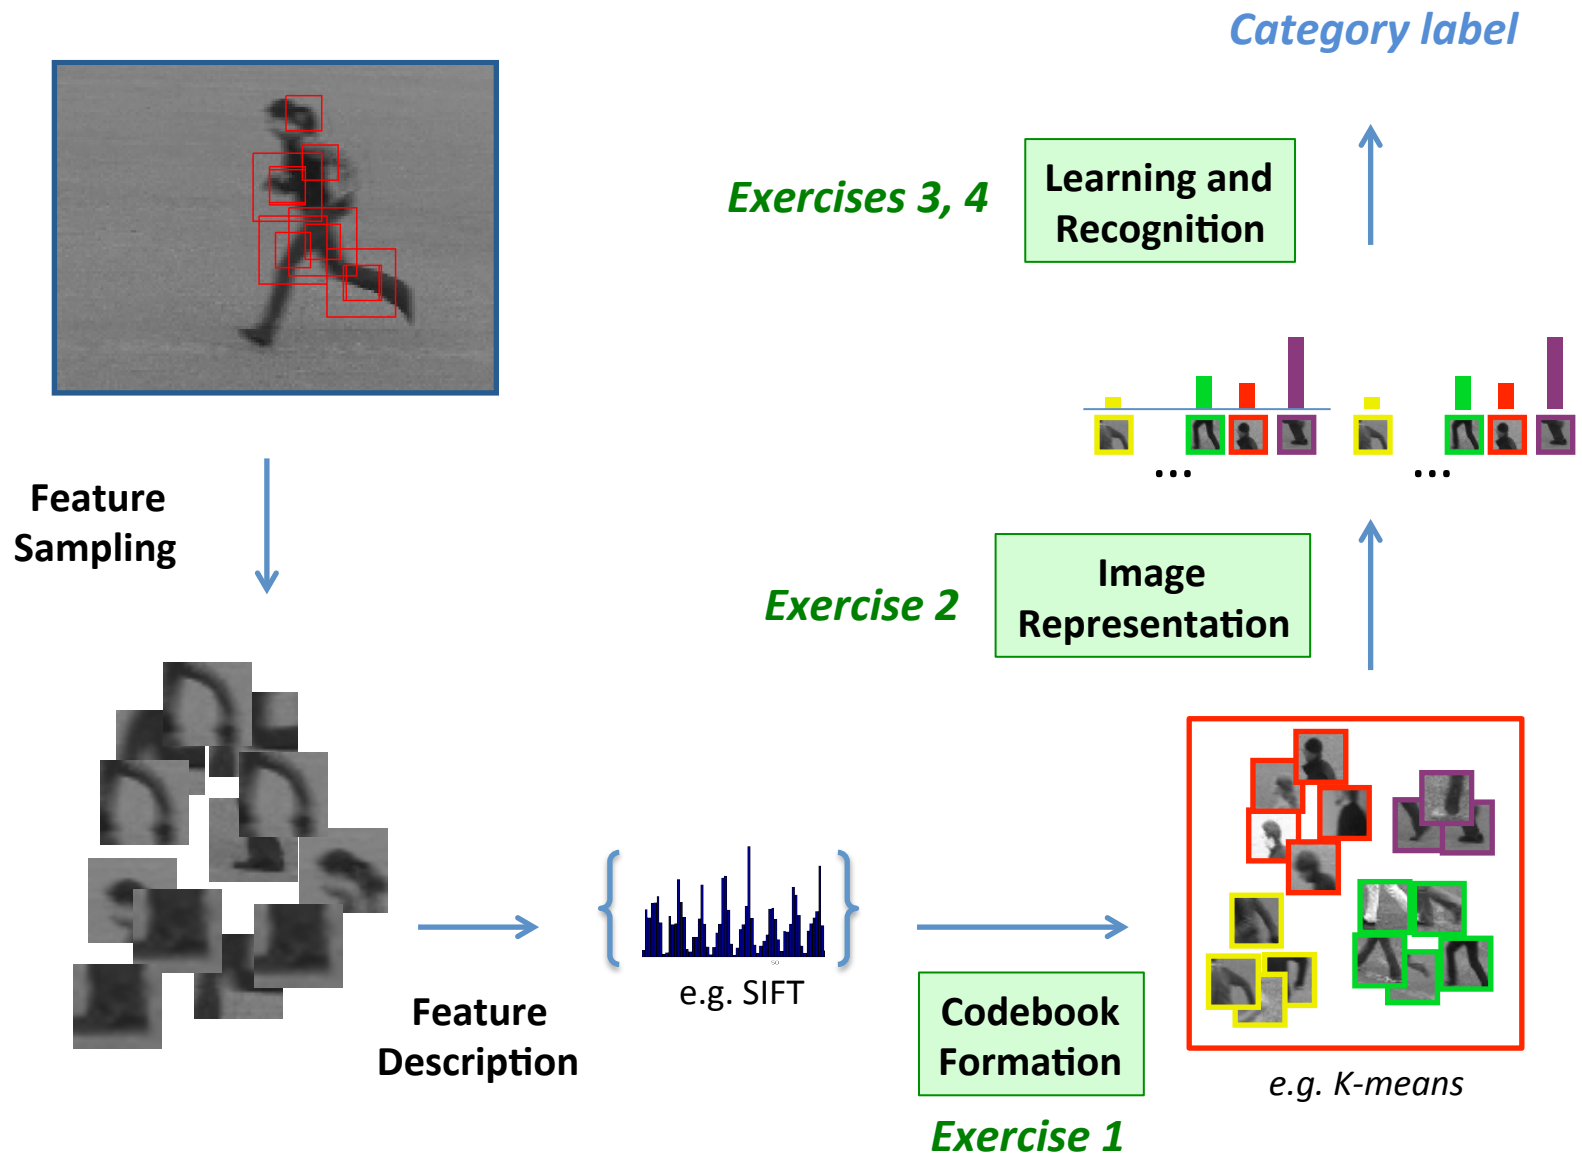 Category label
Exercises 3, 4
Learning and
Recognition
Feature
Sampling
...
...
Exercise 2
Image
Representation
50
e.g. SIFT
Feature
Description
Codebook
Formation
e.g. K-means
Exercise 1